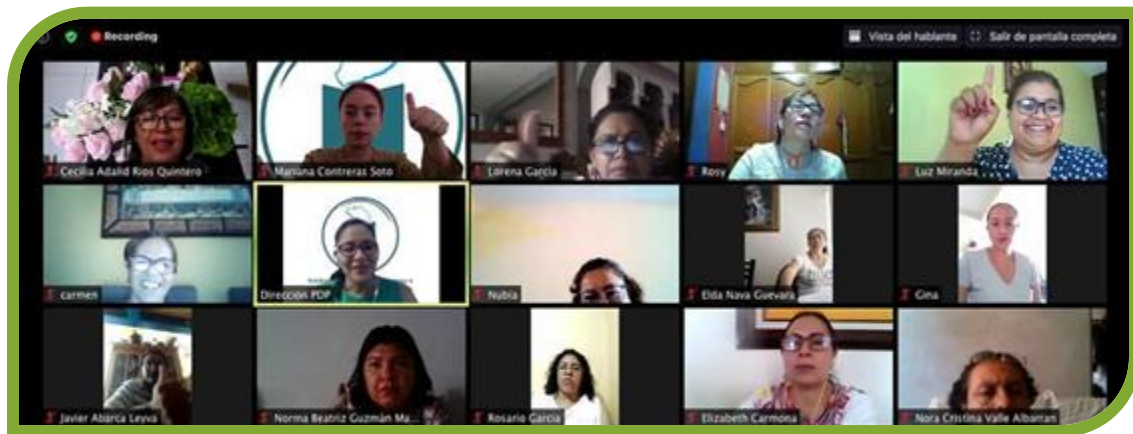 Recording
Vista del hablante
Salir de pantalla completa
Cecilia Adalid Rios Quintero
Mariana Contreras Soto
Lorena Garcia
Rosy
Luz Miranda
carmen
Dirección PDP
Nubia
Elda Nava Guevara
Gina
Javier Abarca Leyva
Norma Beatriz Guzmán Ma...
Rosario Garcia
Elizabeth Carmona
Nora Cristina Valle Albarran